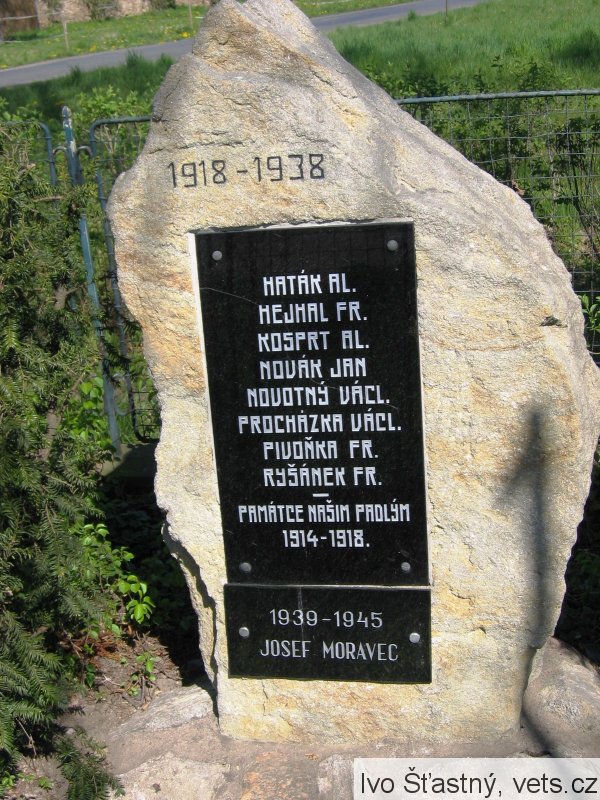 1918-1938
HATÁK AL.
HEJHAL FR.
KOSPRT AL.
NOVÁK JAN
NOVOTNÝ VÁCL.
PROCHÁZKA VÁCL.
PIVOŇKA FR.
RYŠÁNEK FR.
PAMÁTCE NAŠIM PADLÝM
1914-1918.
1939-1945
JOSEF MORAVEC
Ivo Šťastný, vets.cz